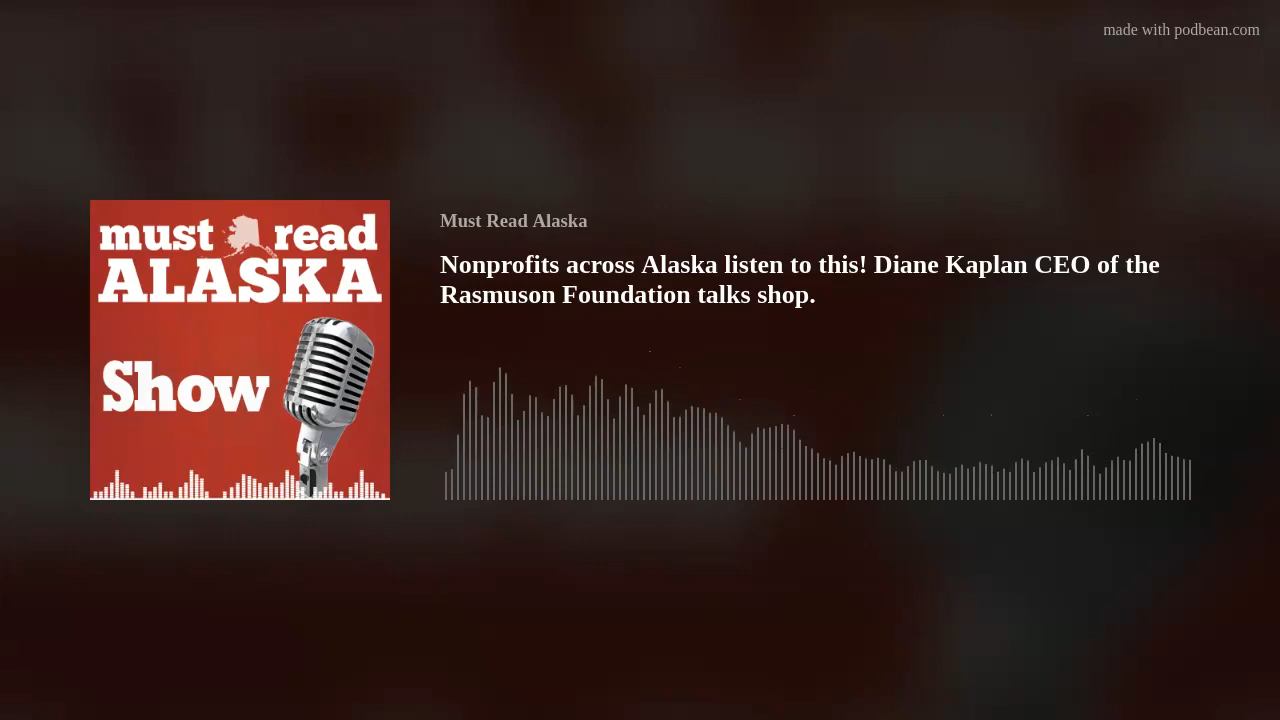 made with podbean.com
must read
ALASKA
Show
Must Read Alaska
Nonprofits across Alaska listen to this! Diane Kaplan CEO of the
Rasmuson Foundation talks shop.